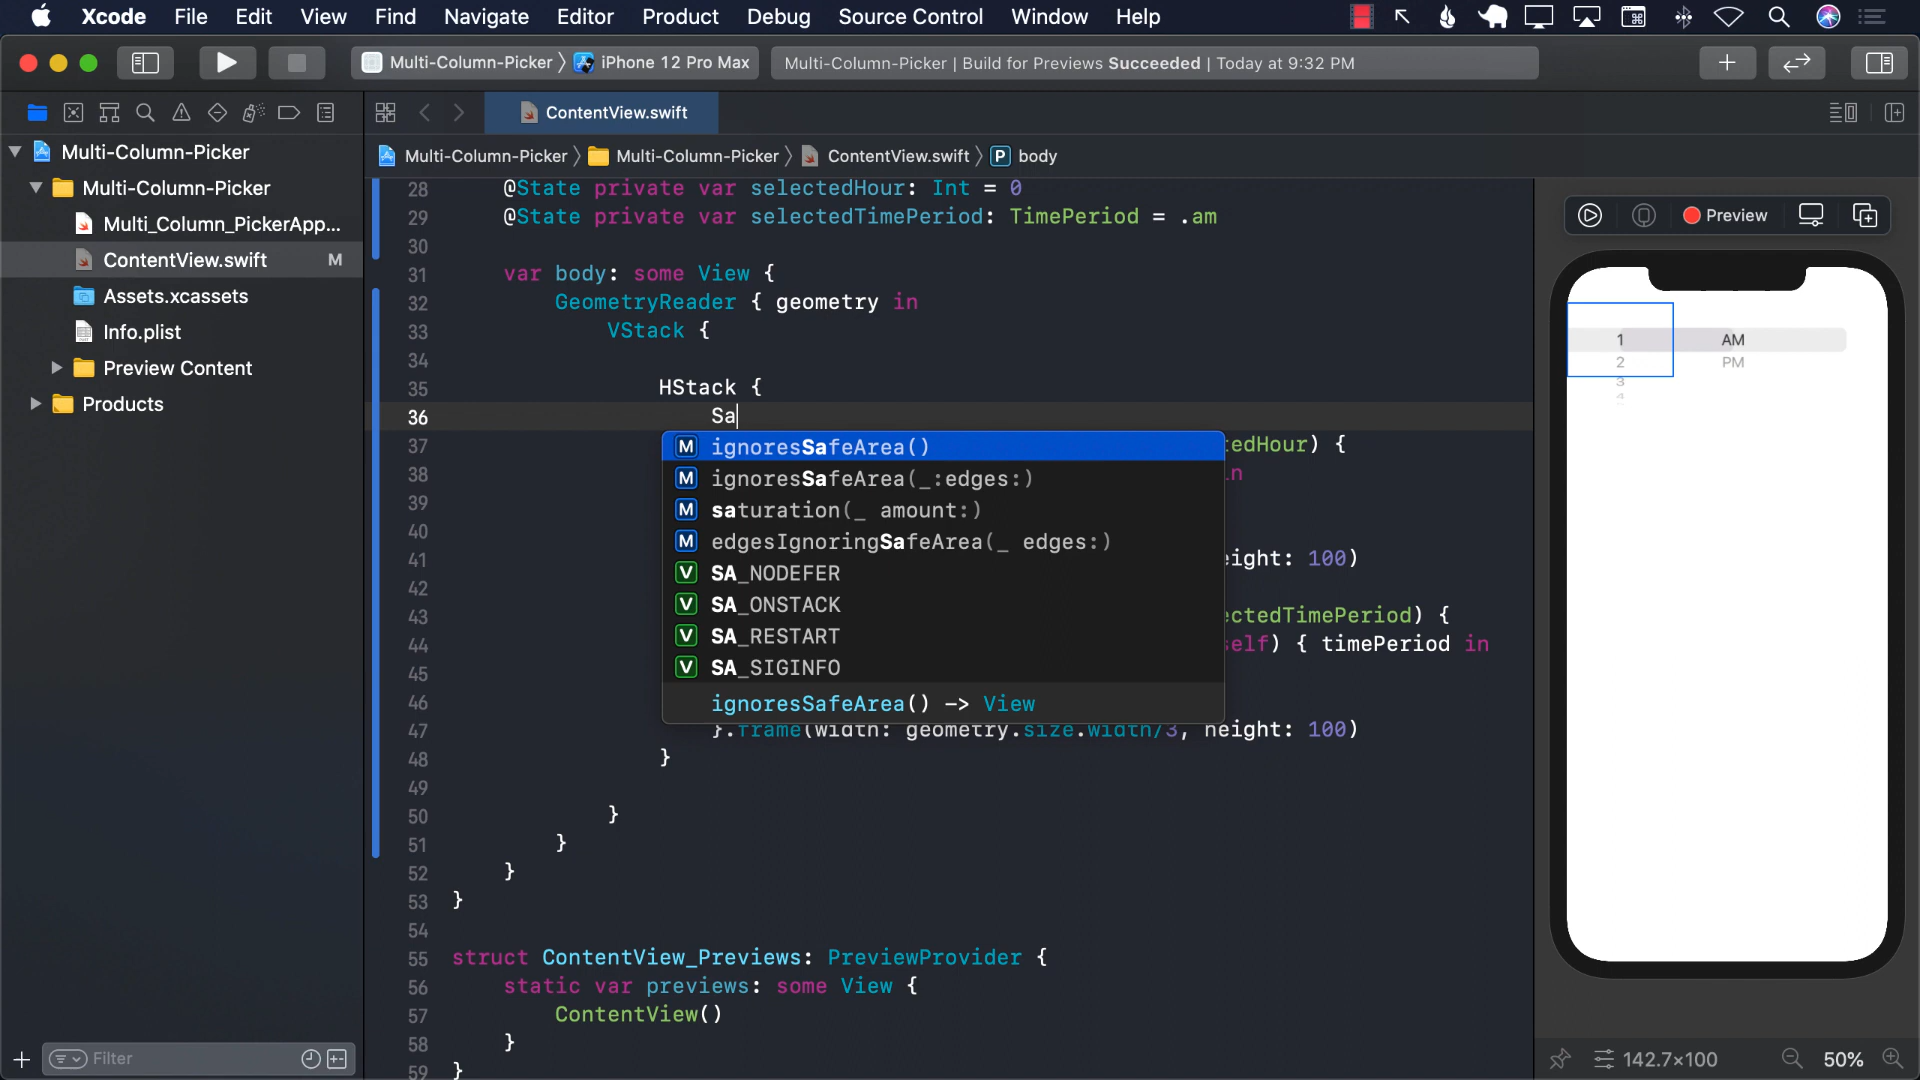 Xcode File Edit View Find Navigate Editor Product Debug Source Control Window Help
Multi-Column-Picker 〉 iPhone 12 Pro Max
Multi-Column-Picker | Build for Previews Succeeded | Today at 9:32 PM
ContentView.swift
Multi-Column-Picker 〉 Multi-Column-Picker 〉 ContentView.swift 〉 P body
Multi-Column-Picker
Multi-Column-Picker
Multi_Column_PickerApp...
ContentView.swift M
Assets.xcassets
Info.plist
Preview Content
Products
Filter
28 @State private var selectedHour: Int = 0
29 @State private var selectedTimePeriod: TimePeriod = .am
30
31 var body: some View {
32 GeometryReader { geometry in
33 VStack {
34
35 HStack {
36 Sa
37 tedHour) {
38 in
39
40
41 eight: 100)
42
43 ectedTimePeriod) {
44 self) { timePeriod in
45
46
47 }.frame(width: geometry.size.width/3, height: 100)
48 }
49
50 }
51 }
52 }
53 }
54
55 struct ContentView_Previews: PreviewProvider {
56 static var previews: some View {
57 ContentView()
58 }
59 }
M ignoresSafeArea()
M ignoresSafeArea(_:edges:)
M saturation(_ amount:)
M edgesIgnoringSafeArea(_ edges:)
V SA_NODEFER
V SA_ONSTACK
V SA_RESTART
V SA_SIGINFO
ignoresSafeArea() -> View
Preview
1 AM
2 PM
3
4
142.7×100
50%